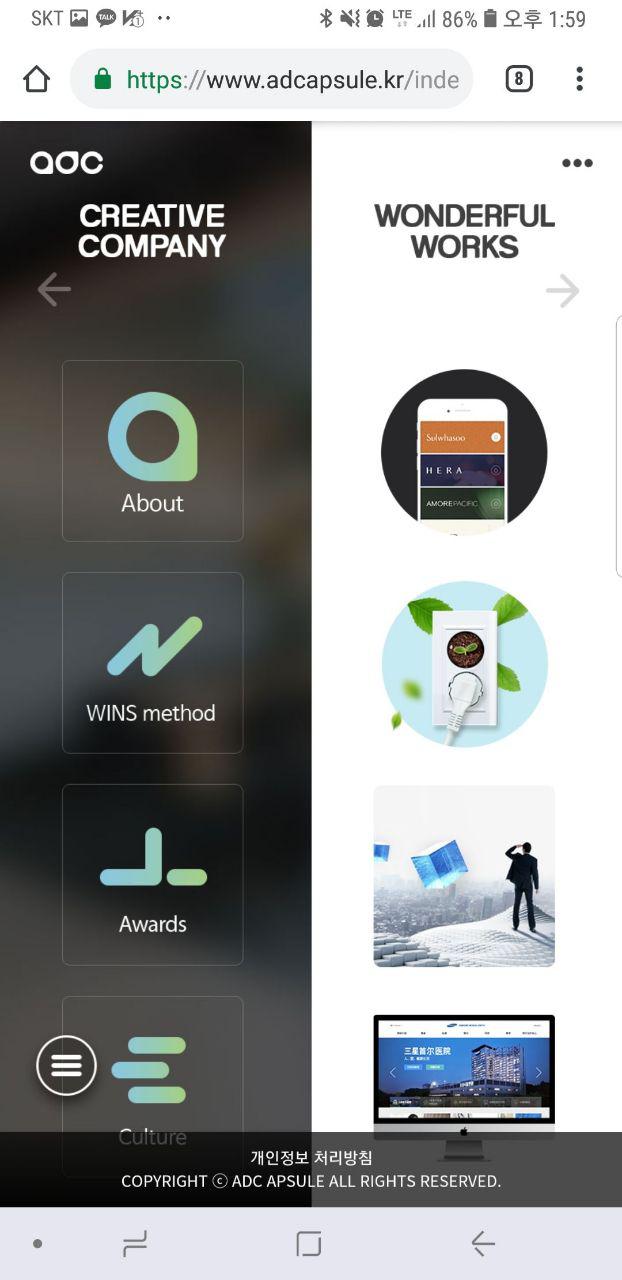 SKT
TALK
LTE
86%
오후 1:59
https://www.adcapsule.kr/inde
8
adc
CREATIVE
COMPANY
WONDERFUL
WORKS
Sulwhasoo
HERA
AMOREPACIFIC
About
WINS method
Awards
三星首尔医院
Culture
개인정보 처리방침
COPYRIGHT ⓒ ADC APSULE ALL RIGHTS RESERVED.